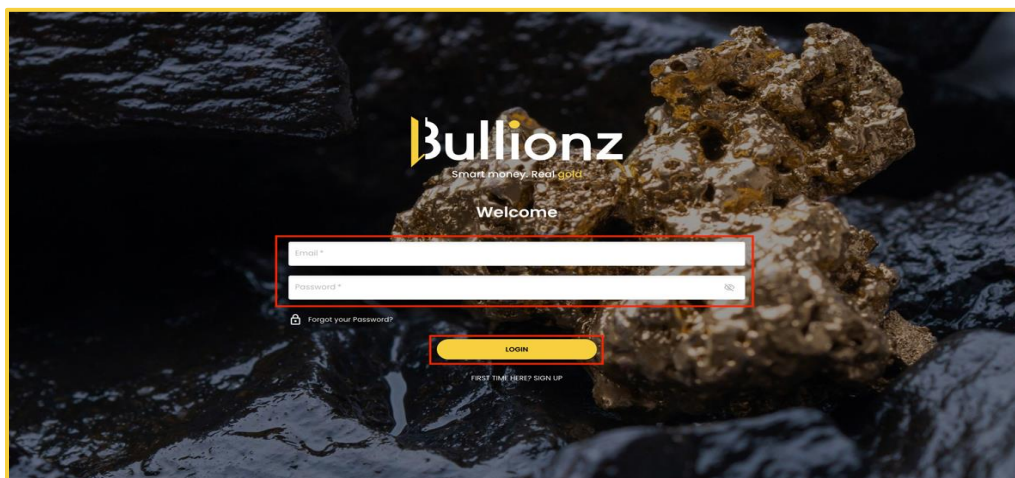 Bullionz
Smart money. Real gold
Welcome
Email *
Password *
Forgot your Password?
LOGIN
FIRST TIME HERE? SIGN UP